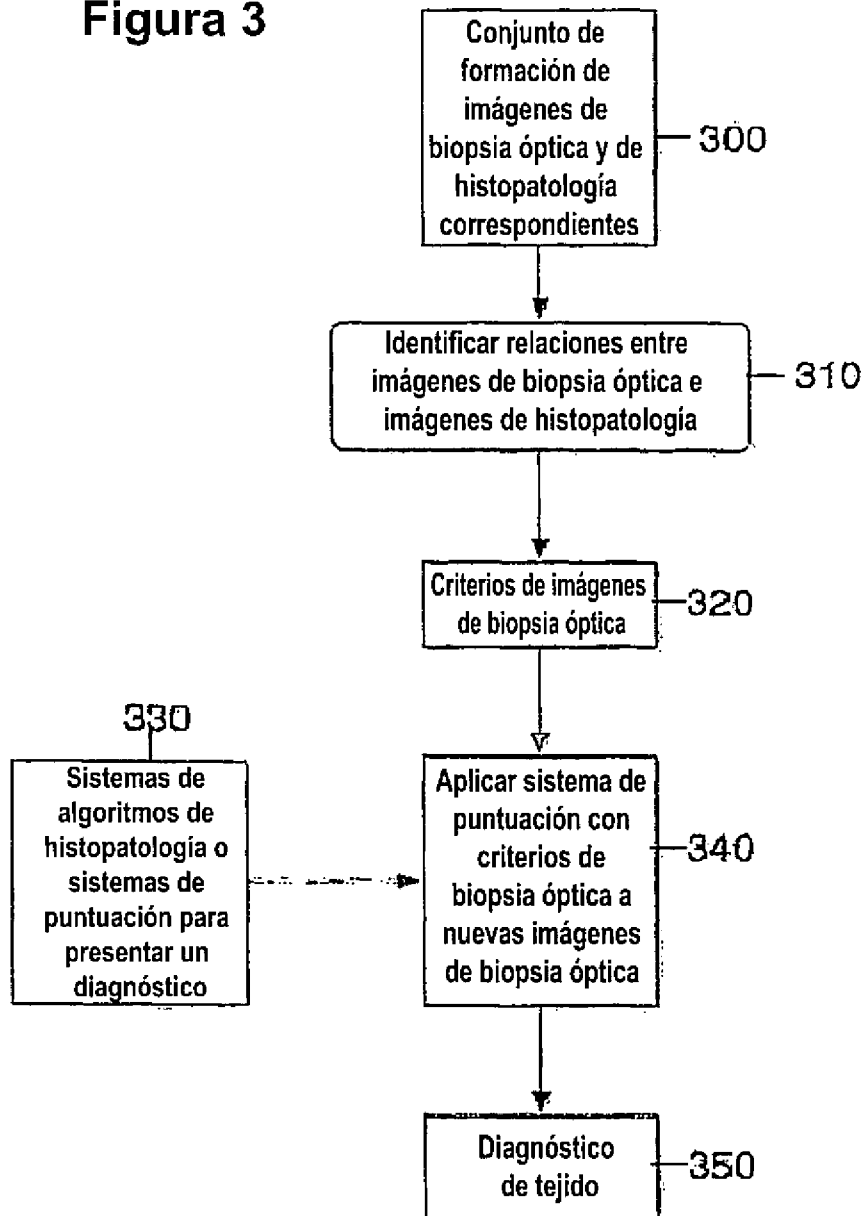 Figura 3
Conjunto de
formación de
imágenes de
biopsia óptica y de
histopatología
correspondientes
300
Identificar relaciones entre
imágenes de biopsia óptica e
imágenes de histopatología
310
Criterios de imágenes
de biopsia óptica
320
330
Sistemas de
algoritmos de
histopatología o
sistemas de
puntuación para
presentar un
diagnóstico
Aplicar sistema de
puntuación con
criterios de
biopsia óptica a
nuevas imágenes
de biopsia óptica
340
Diagnóstico
de tejido
350